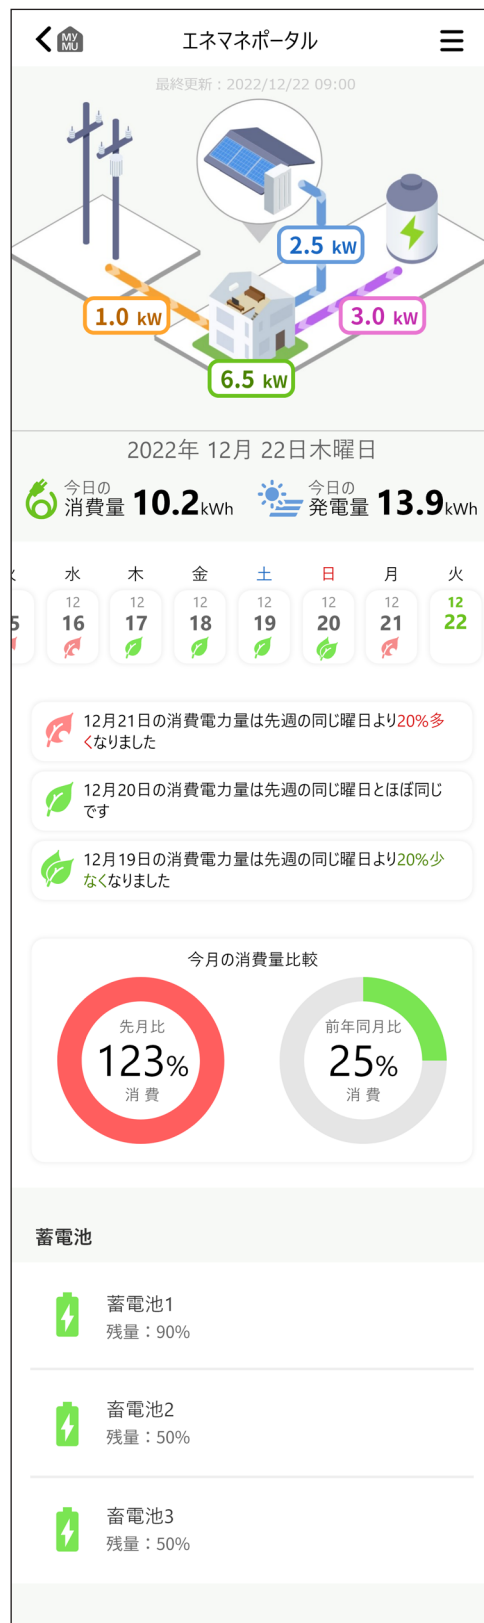 MY
MU
エネマネポータル
最終更新：2022/12/22 09:00
2.5 kW
1.0 kW
3.0 kW
6.5 kW
2022年 12月 22日木曜日
今日の
消費量 10.2kWh
今日の
発電量 13.9kWh
水 木 金 土 日 月 火
5
12
16
12
17
12
18
12
19
12
20
12
21
12
22
12月21日の消費電力量は先週の同じ曜日より20%多
くなりました
12月20日の消費電力量は先週の同じ曜日とほぼ同じ
です
12月19日の消費電力量は先週の同じ曜日より20%少
なくなりました
今月の消費量比較
先月比
123%
消 費
前年同月比
25%
消 費
蓄電池
蓄電池1
残量：90%
畜電池2
残量：50%
畜電池3
残量：50%